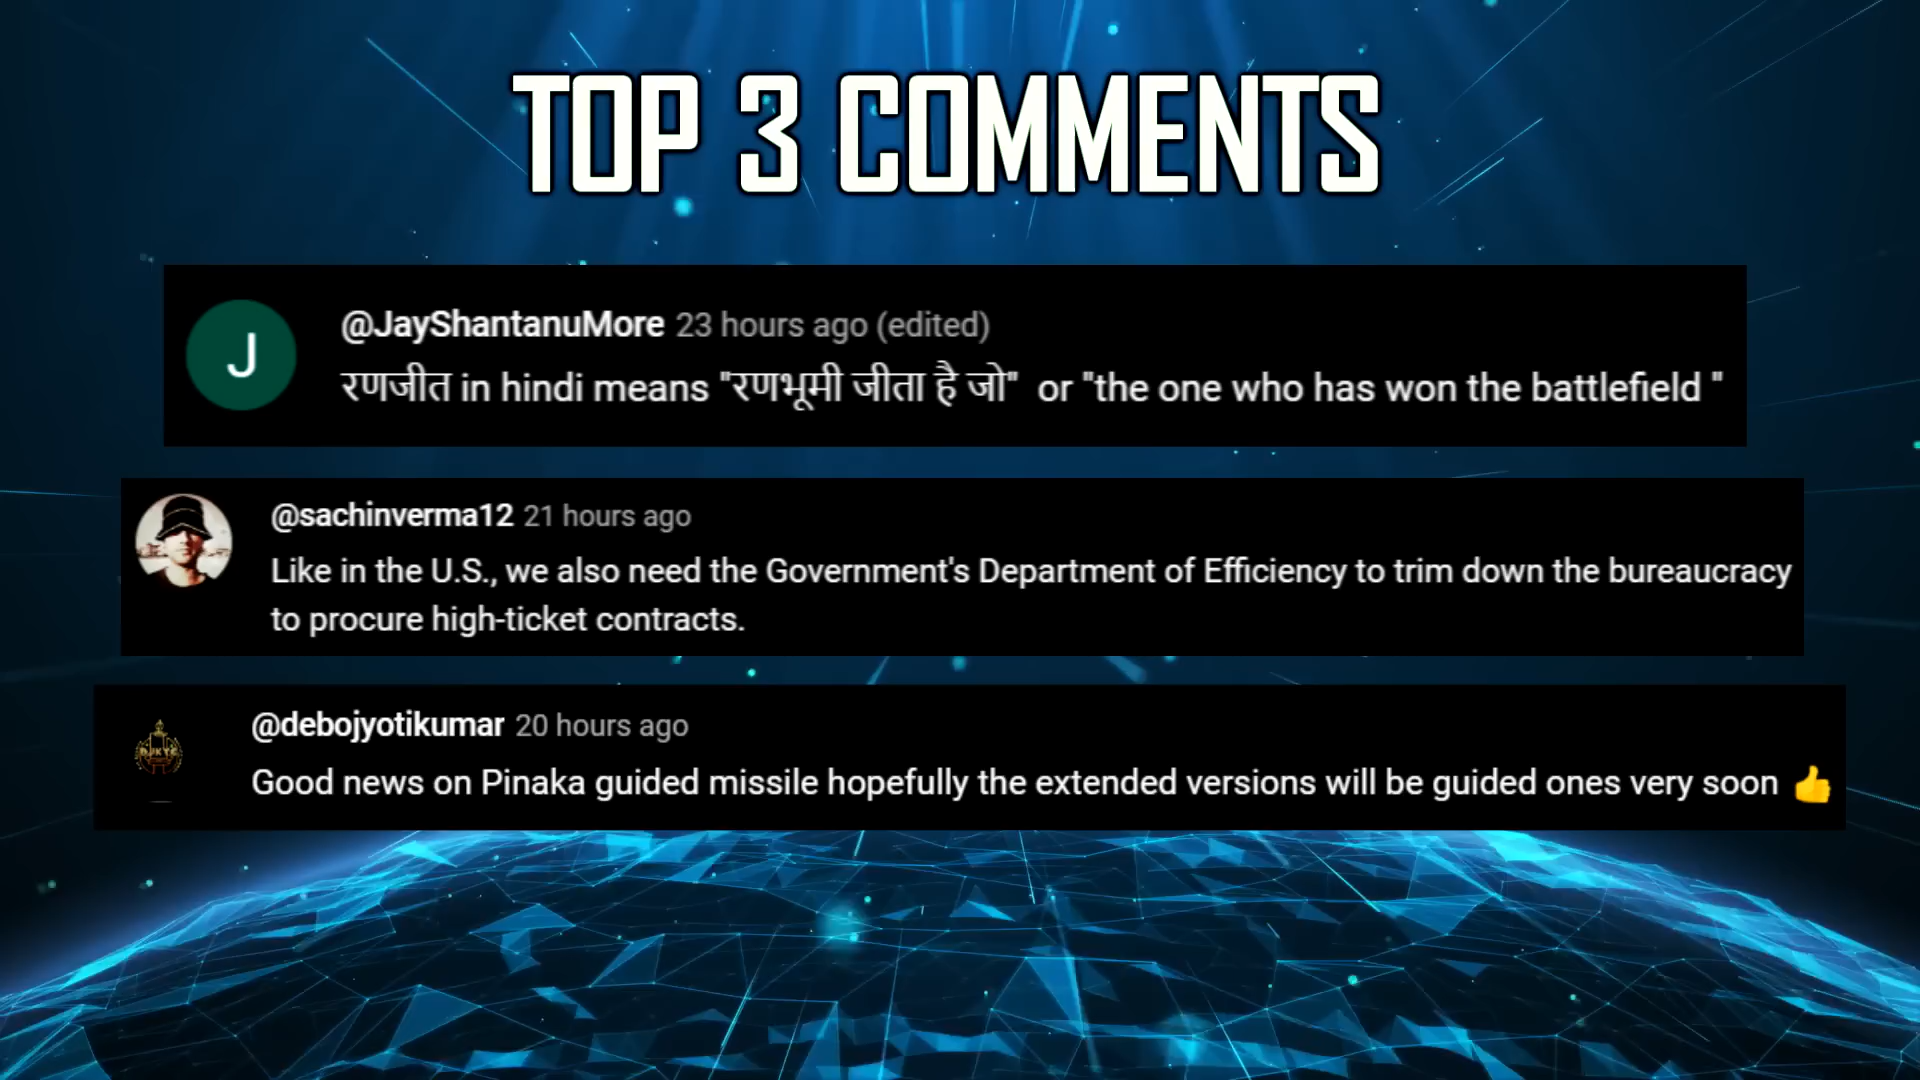 TOP 3 COMMENTS
J
@JayShantanuMore 23 hours ago (edited)
रणजीत in hindi means "रणभूमी जीता है जो" or "the one who has won the battlefield "
@sachinverma12 21 hours ago
Like in the U.S., we also need the Government's Department of Efficiency to trim down the bureaucracy
to procure high-ticket contracts.
@debojyotikumar 20 hours ago
Good news on Pinaka guided missile hopefully the extended versions will be guided ones very soon 👍